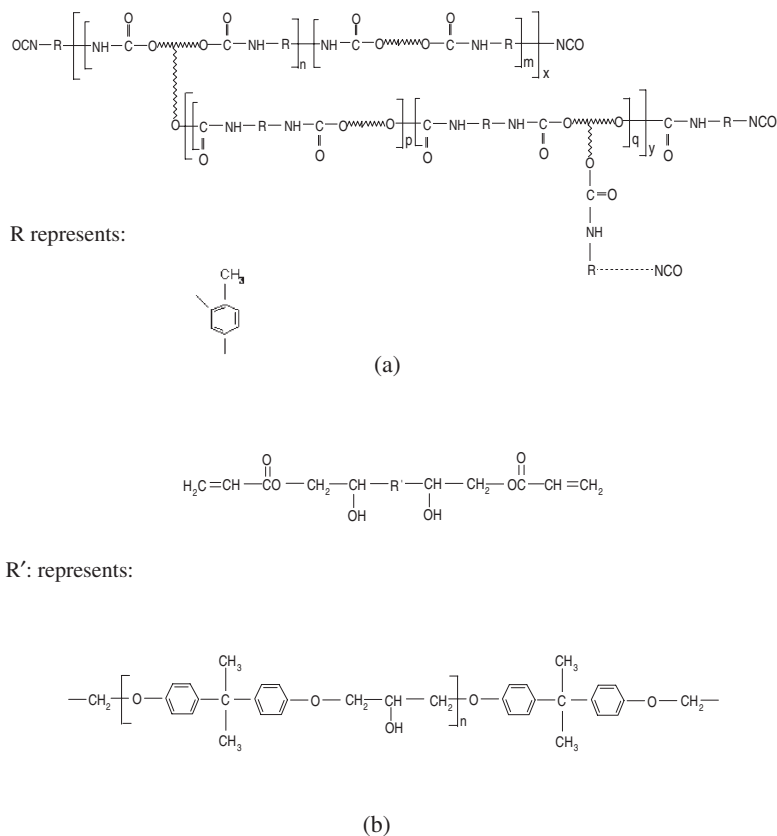 O O O O
OCN—R NH—C—O O—C—NH—R n NH—C—O O—C—NH—R m x NCO
O C—NH—R—NH—C—O O p C—NH—R—NH—C—O O q y C—NH—R—NCO
O O O O O
O
C=O
NH
R NCO
R represents:
CH3
(a)
O O
H2C=CH—CO—CH2—CH—R'—CH—CH2—OC—CH=CH2
OH OH
R′: represents:
CH3 CH3
—CH2 O C O—CH2—CH—CH2 n O C O—CH2—
CH3 OH CH3
(b)